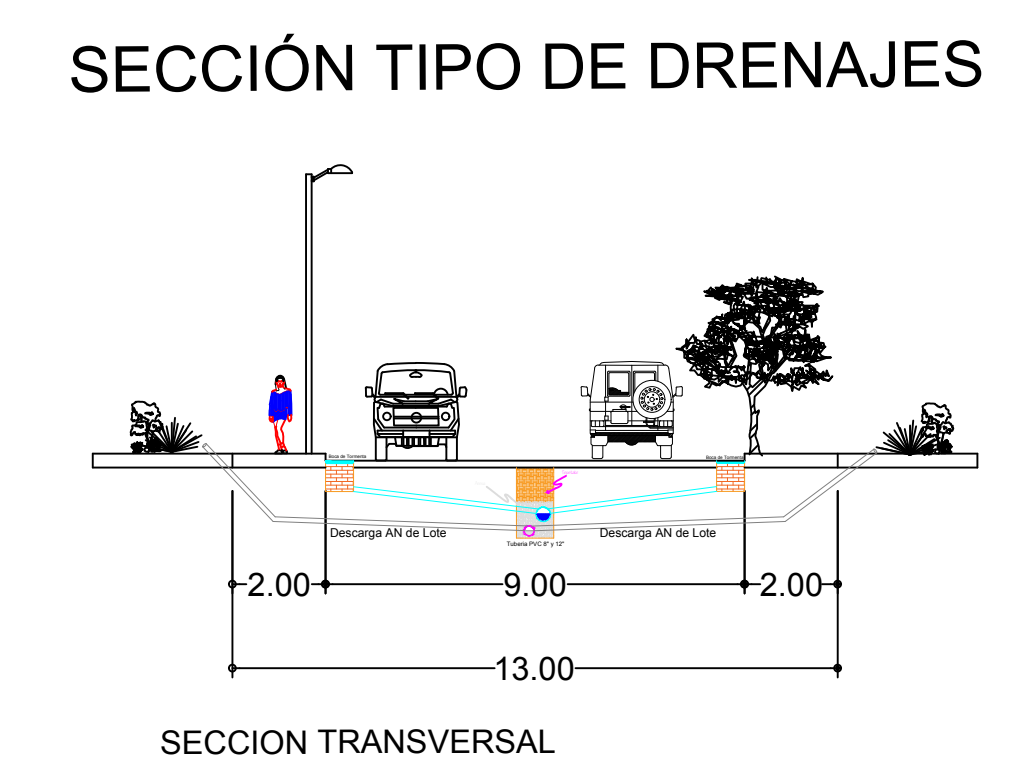 SECCIÓN TIPO DE DRENAJES
Boca de Tormenta
Boca de Tormenta
Descarga AN de Lote
Descarga AN de Lote
Tuberia PVC 8" y 12"
2.00
9.00
2.00
13.00
SECCION TRANSVERSAL